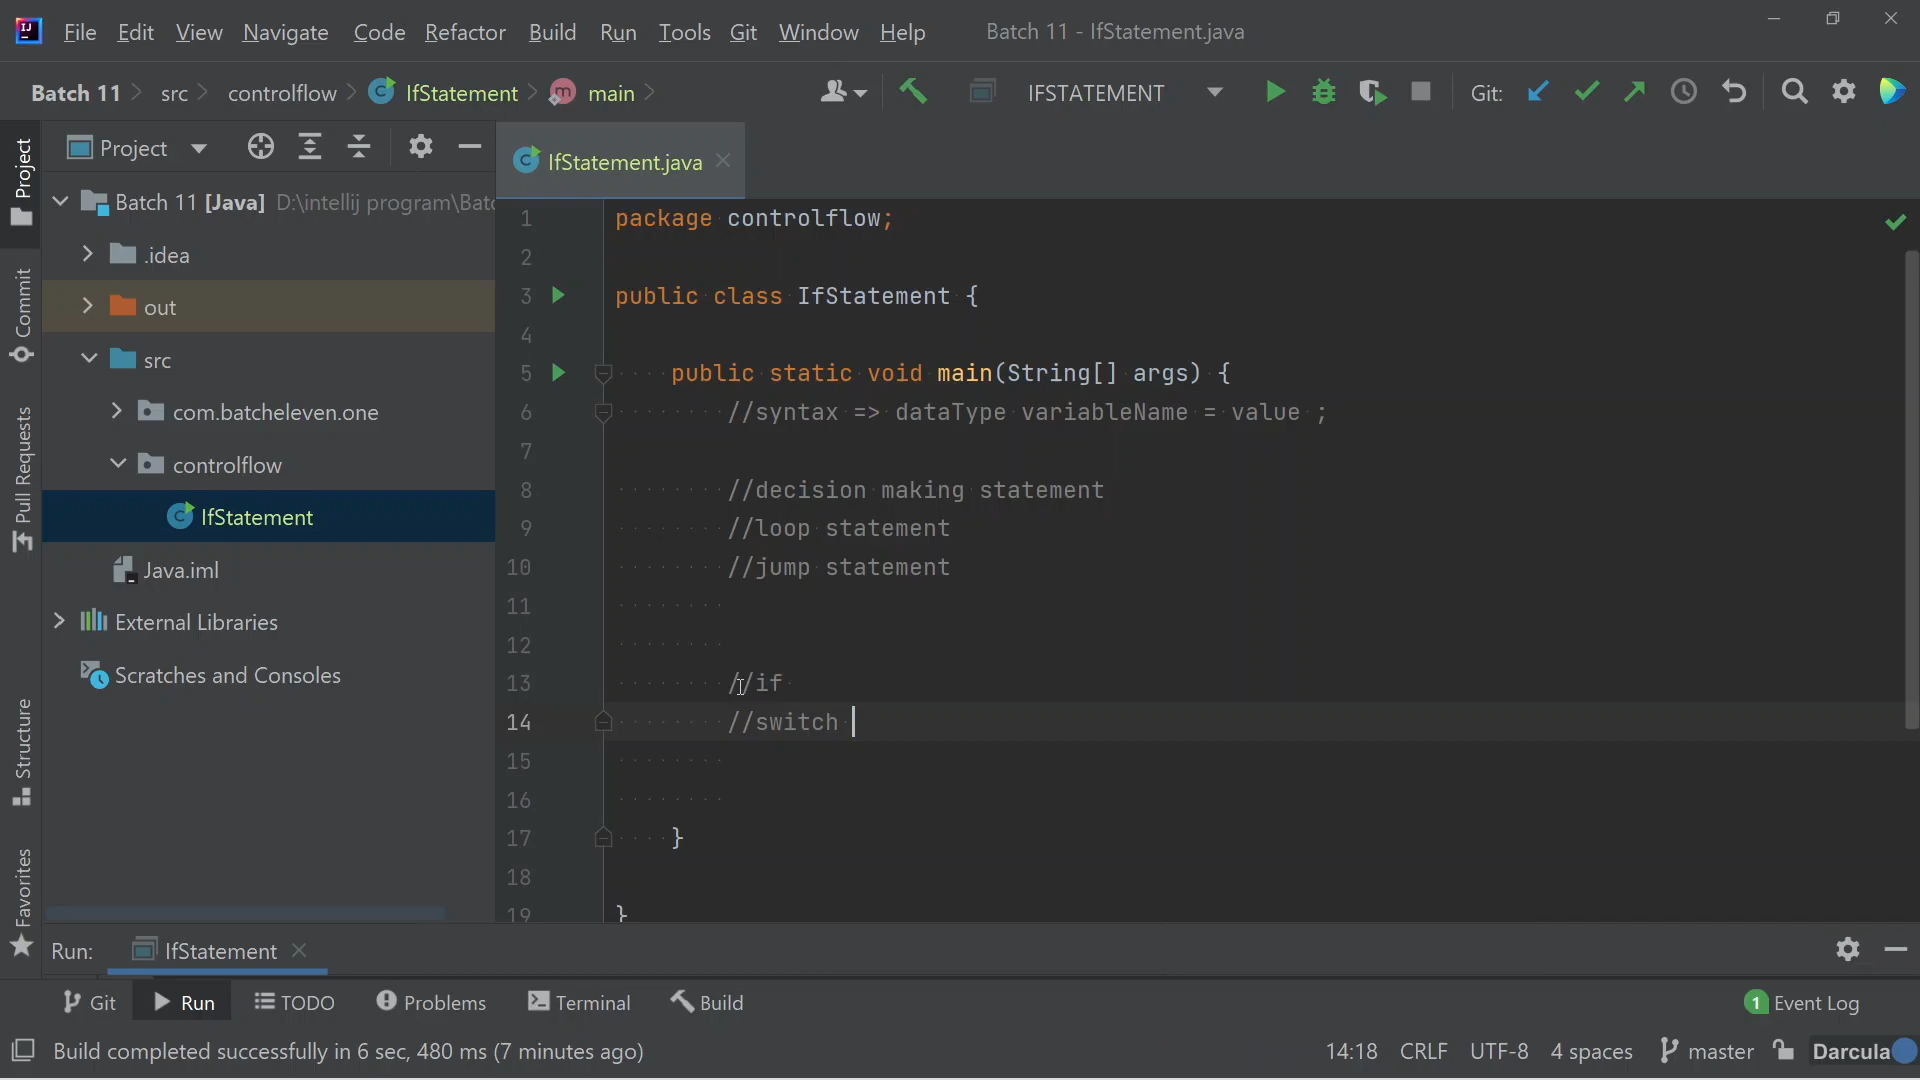 File Edit View Navigate Code Refactor Build Run Tools Git Window Help Batch 11 - IfStatement.java
Batch 11 src controlflow IfStatement m main IFSTATEMENT Git:
Project
Commit
Pull Requests
Structure
Favorites
Project
Batch 11 [Java] D:\intellij program\Batc
.idea
out
src
com.batcheleven.one
controlflow
IfStatement
Java.iml
External Libraries
Scratches and Consoles
IfStatement.java
1 package controlflow;
2
3 public class IfStatement {
4
5 public static void main(String[] args) {
6 //syntax => dataType variableName = value ;
7
8 //decision making statement
9 //loop statement
10 //jump statement
11
12
13 //if
14 //switch
15
16
17 }
18
19 }
Run: IfStatement
Git Run TODO Problems Terminal Build 1 Event Log
Build completed successfully in 6 sec, 480 ms (7 minutes ago) 14:18 CRLF UTF-8 4 spaces master Darcula